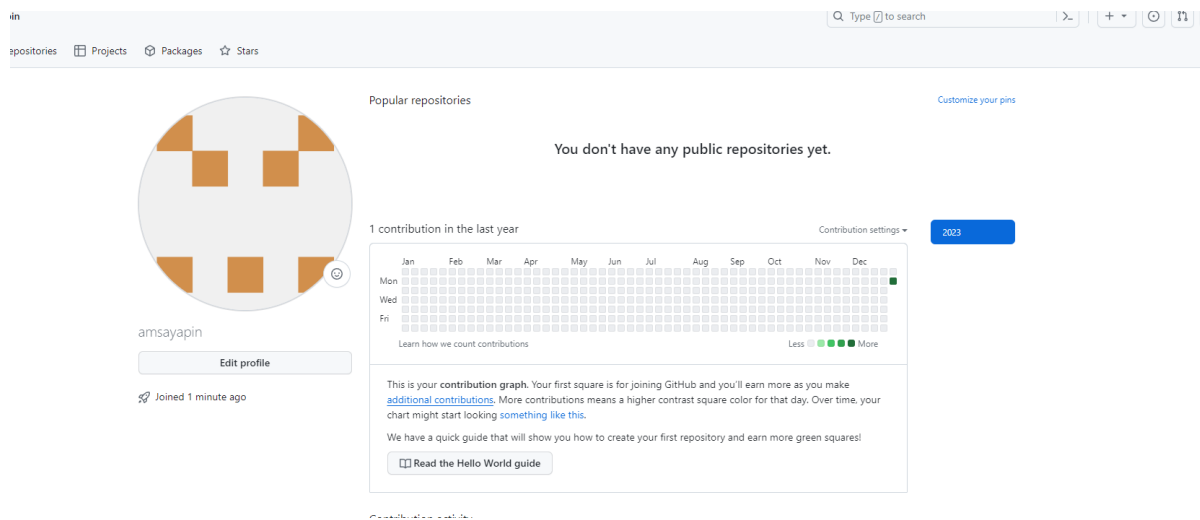 pin
Type / to search
epositories Projects Packages Stars
Popular repositories
Customize your pins
You don't have any public repositories yet.
1 contribution in the last year
Contribution settings
2023
Jan Feb Mar Apr May Jun Jul Aug Sep Oct Nov Dec
Mon
Wed
Fri
Learn how we count contributions
Less More
amsayapin
Edit profile
Joined 1 minute ago
This is your contribution graph. Your first square is for joining GitHub and you'll earn more as you make
additional contributions. More contributions means a higher contrast square color for that day. Over time, your
chart might start looking something like this.
We have a quick guide that will show you how to create your first repository and earn more green squares!
Read the Hello World guide
Contribution activity